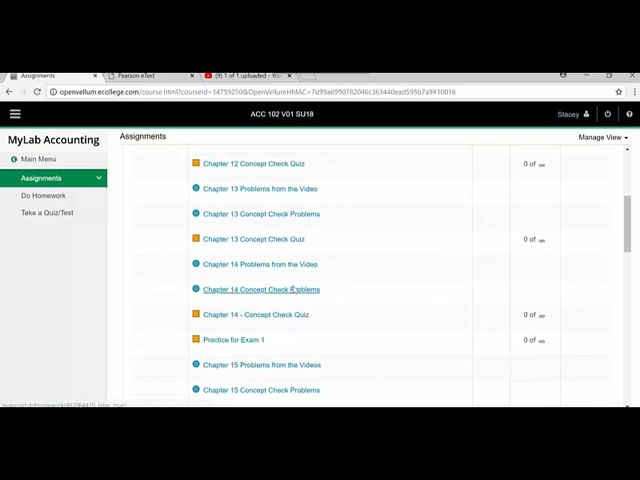 Assignments
Pearson eText
(9) 1 of 1 uploaded - You
openvellum.ecollege.com/course.html?courseId=14759250&OpenVellumHMAC=7d99a6990782046c363440ead595b7a9#10016
ACC 102 V01 SU18
Stacey
MyLab Accounting
Assignments
Manage View
Main Menu
Assignments
Do Homework
Take a Quiz/Test
Chapter 12 Concept Check Quiz
0 of ∞
Chapter 13 Problems from the Video
Chapter 13 Concept Check Problems
Chapter 13 Concept Check Quiz
0 of ∞
Chapter 14 Problems from the Video
Chapter 14 Concept Check Problems
Chapter 14 - Concept Check Quiz
0 of ∞
Practice for Exam 1
0 of ∞
Chapter 15 Problems from the Videos
Chapter 15 Concept Check Problems